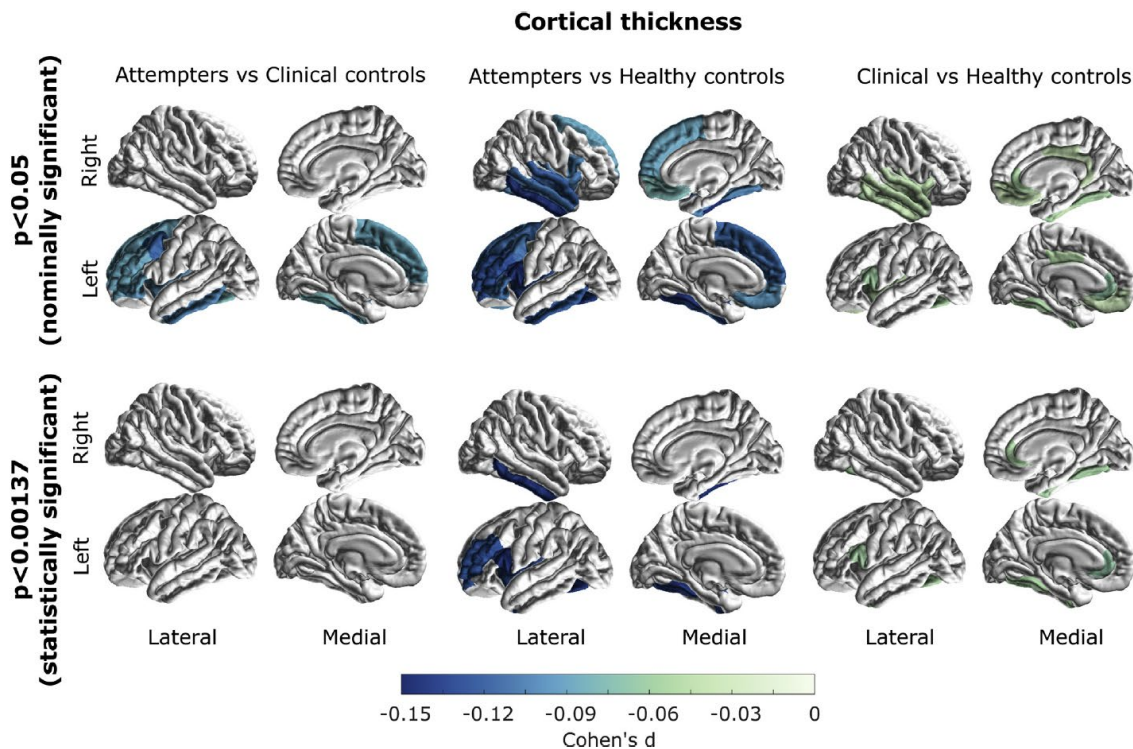 Cortical thickness
Attempters vs Clinical controls
Attempters vs Healthy controls
Clinical vs Healthy controls
p<0.05
(nominally significant)
Right
Left
p<0.00137
(statistically significant)
Right
Left
Lateral
Medial
Lateral
Medial
Lateral
Medial
-0.15
-0.12
-0.09
-0.06
-0.03
0
Cohen's d